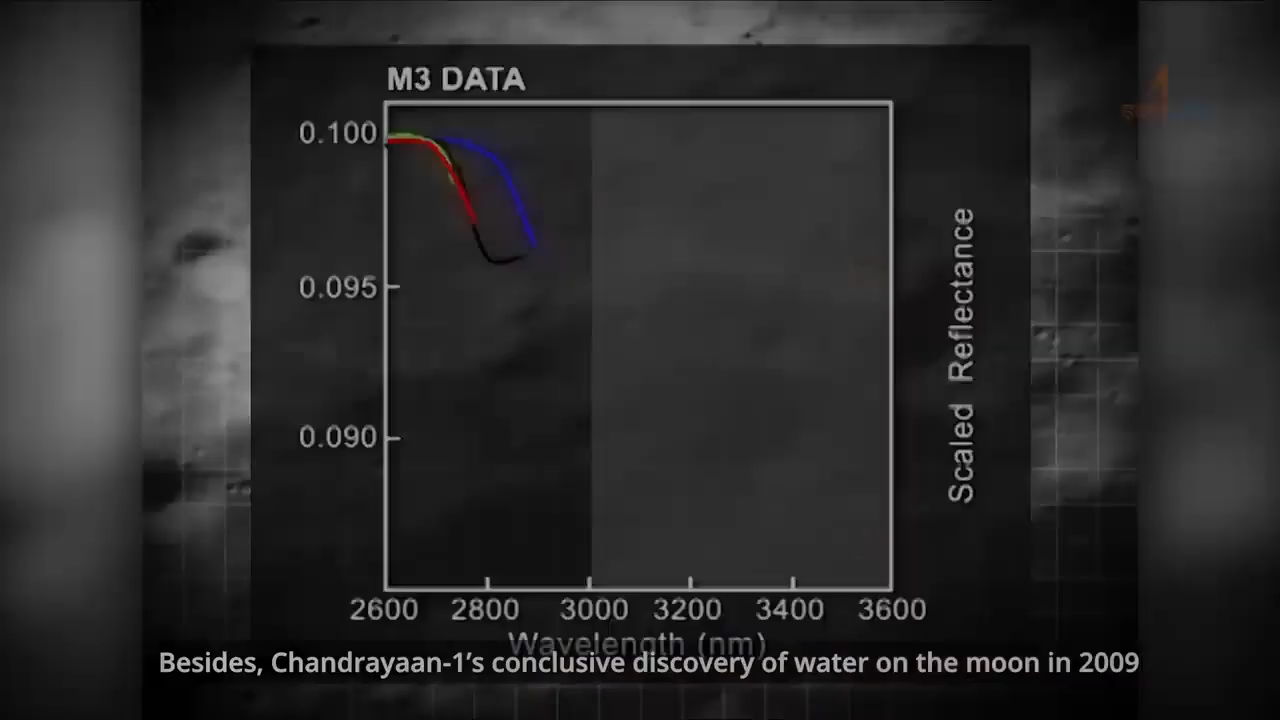 M3 DATA
0.100
0.095
0.090
Scaled Reflectance
2600 2800 3000 3200 3400 3600
Wavelength (nm)
Besides, Chandrayaan-1’s conclusive discovery of water on the moon in 2009